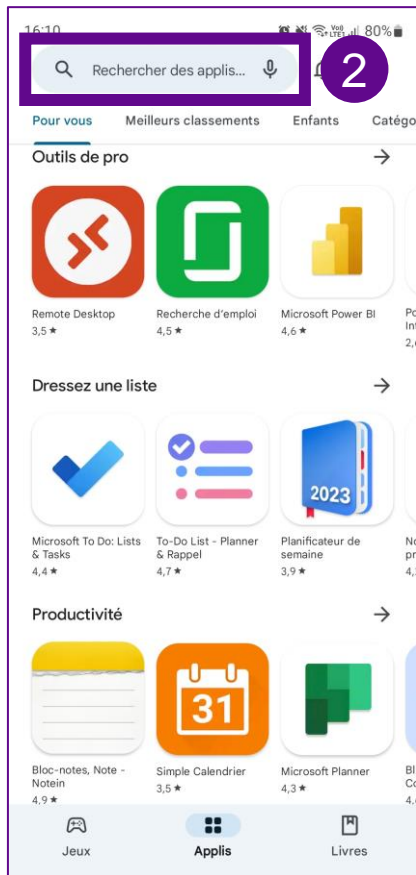 16:10 Vo)) LTE1 80%
Rechercher des applis...
2
Pour vous Meilleurs classements Enfants Catégo
Outils de pro
Remote Desktop Recherche d'emploi Microsoft Power BI
3,5 ★ 4,5 ★ 4,6 ★
Dressez une liste
2023
Microsoft To Do: Lists To-Do List - Planner Planificateur de
& Tasks & Rappel semaine
4,4 ★ 4,7 ★ 3,9 ★
Productivité
31
Bloc-notes, Note - Simple Calendrier Microsoft Planner
Notein 3,5 ★ 4,3 ★
4,9 ★
Jeux Applis Livres